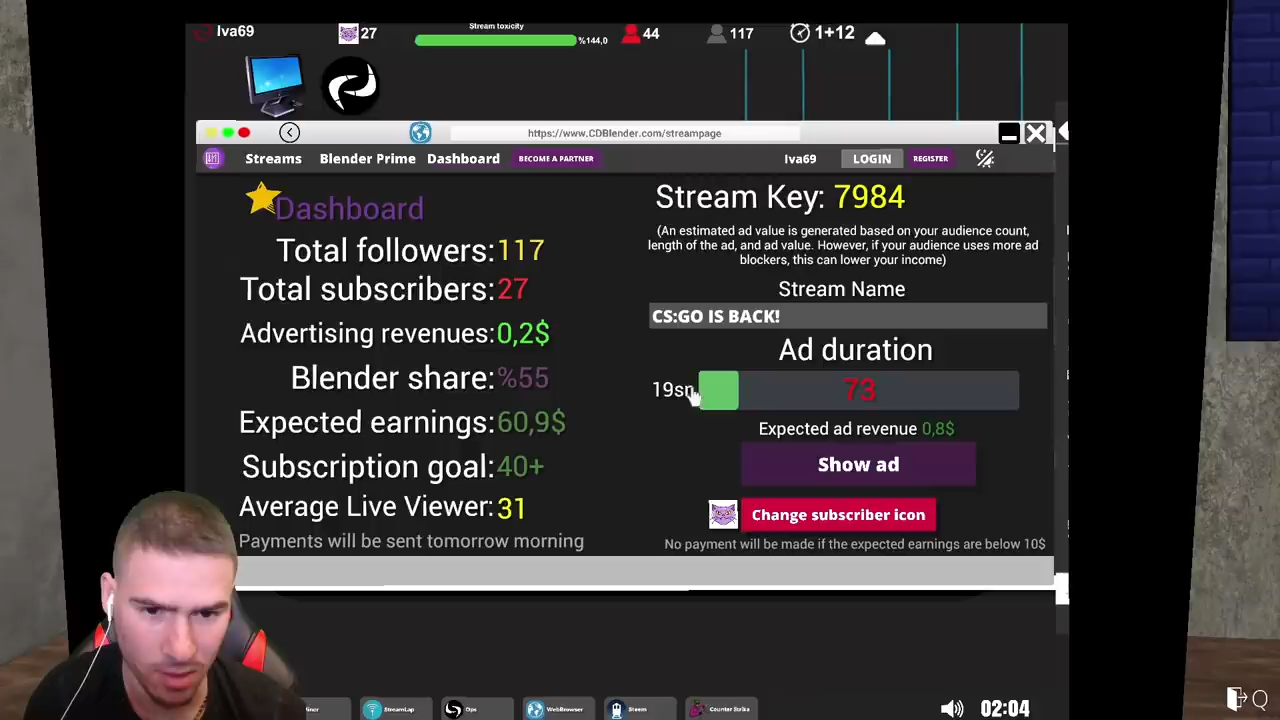 Iva69
27
Stream toxicity
%144,0
44
117
1+12
https://www.CDBlender.com/streampage
Streams
Blender Prime
Dashboard
BECOME A PARTNER
Iva69
LOGIN
REGISTER
Dashboard
Total followers:117
Total subscribers:27
Advertising revenues:0,2$
Blender share:%55
Expected earnings:60,9$
Subscription goal:40+
Average Live Viewer:31
Payments will be sent tomorrow morning
Stream Key: 7984
(An estimated ad value is generated based on your audience count,
length of the ad, and ad value. However, if your audience uses more ad
blockers, this can lower your income)
Stream Name
CS:GO IS BACK!
Ad duration
19sn
73
Expected ad revenue 0,8$
Show ad
Change subscriber icon
No payment will be made if the expected earnings are below 10$
StreamLap
Ops
WebBrowser
Steem
Counter Strika
02:04
Q